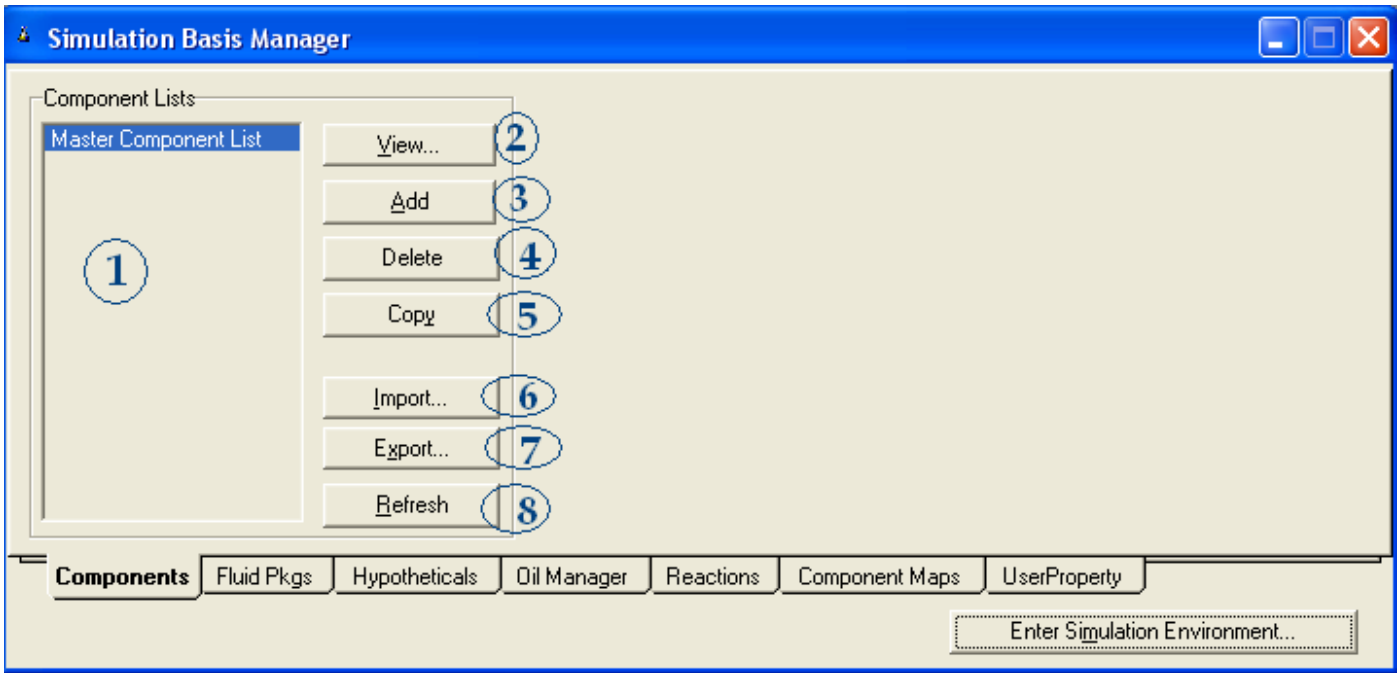 Simulation Basis Manager
Component Lists
Master Component List
1
View... 2
Add 3
Delete 4
Copy 5
Import... 6
Export... 7
Refresh 8
Components Fluid Pkgs Hypotheticals Oil Manager Reactions Component Maps UserProperty
Enter Simulation Environment...